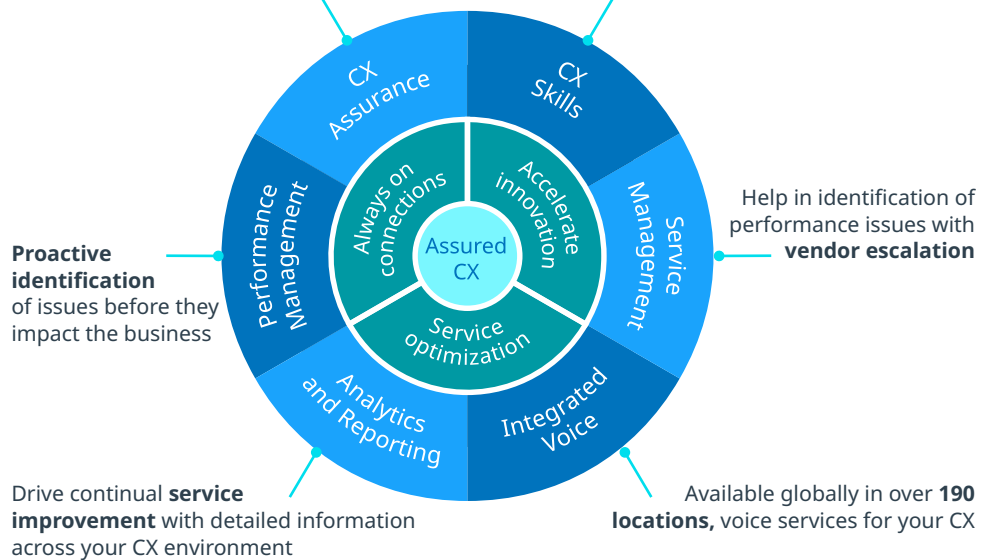 CX
Assurance
CX
Skills
Performance
Management
Service
Management
Analytics
and Reporting
Integrated
Voice
Always on
connections
Accelerate
innovation
Service
optimization
Assured
CX
Proactive
identification
of issues before they
impact the business
Help in identification of
performance issues with
vendor escalation
Drive continual service
improvement with detailed information
across your CX environment
Available globally in over 190
locations, voice services for your CX